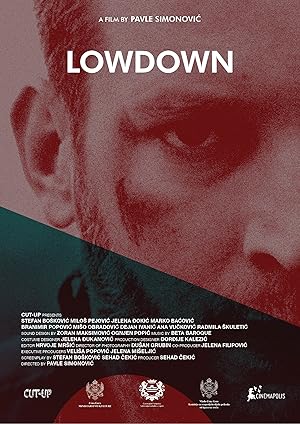 A FILM BY PAVLE SIMONOVIĆ
LOWDOWN
CUT-UP PRESENTS
STEFAN BOŠKOVIĆ MILOŠ PEJOVIĆ JELENA ĐOKIĆ MARKO BAĆOVIĆ
BRANIMIR POPOVIĆ MIŠO OBRADOVIĆ DEJAN IVANIĆ ANA VUČKOVIĆ RADMILA ŠKULETIĆ
SOUND DESIGN BY ZORAN MAKSIMOVIĆ OGNJEN POPIĆ MUSIC BY BETA BAROQUE
COSTUME DESIGNER JELENA ĐUKANOVIĆ PRODUCTION DESIGNER ĐORDIJE KALEZIĆ
EDITOR HRVOJE MRŠIĆ DIRECTOR OF PHOTOGRAPHY DUŠAN GRUBIN CO-PRODUCER JELENA FILIPOVIĆ
EXECUTIVE PRODUCERS VELIŠA POPOVIĆ JELENA MIŠELJIĆ
SCREENPLAY BY STEFAN BOŠKOVIĆ SEHAD ČEKIĆ PRODUCER SEHAD ČEKIĆ
DIRECTED BY PAVLE SIMONOVIĆ
CUT-UP
CINEMAPOLIS